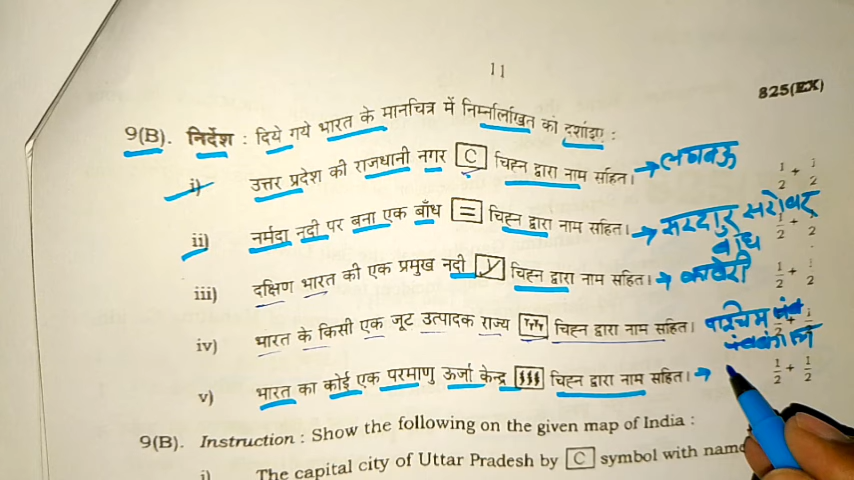 11
825(EX)
9(B). निर्देश : दिये गये भारत के मानचित्र में निम्नलिखित को दर्शाइए :
i) उत्तर प्रदेश की राजधानी नगर C चिह्न द्वारा नाम सहित। → लखनऊ 1/2 + 1/2
ii) नर्मदा नदी पर बना एक बाँध = चिह्न द्वारा नाम सहित। → सरदार सरोवर बांध 1/2 + 1/2
iii) दक्षिण भारत की एक प्रमुख नदी चिह्न द्वारा नाम सहित। → कावेरी 1/2 + 1/2
iv) भारत के किसी एक जूट उत्पादक राज्य चिह्न द्वारा नाम सहित। पश्चिम बंगाल
v) भारत का कोई एक परमाणु ऊर्जा केन्द्र चिह्न द्वारा नाम सहित। → 1/2 + 1/2
9(B). Instruction : Show the following on the given map of India :
i) The capital city of Uttar Pradesh by C symbol with name